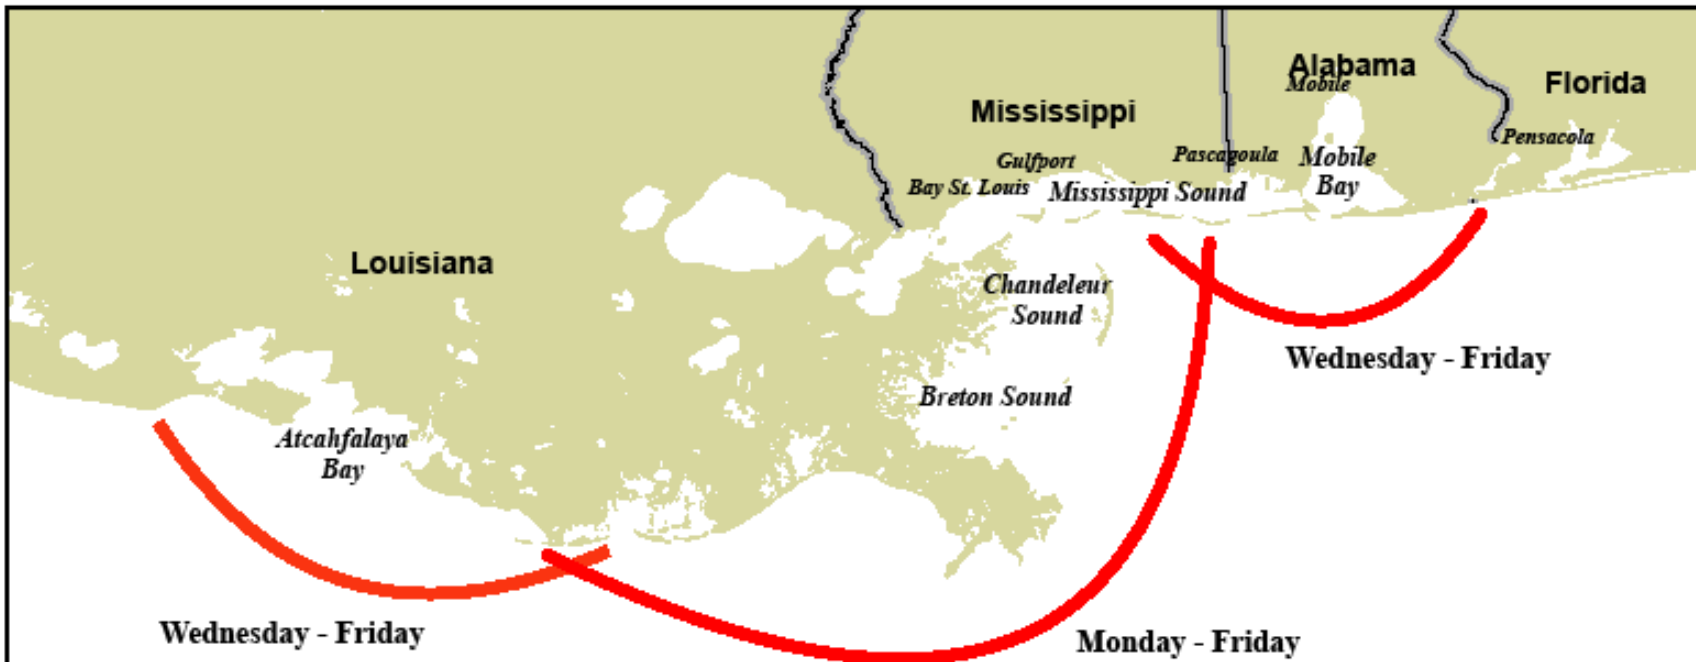 Alabama
Mobile
Florida
Mississippi
Pensacola
Gulfport
Pascagoula
Mobile
Bay
Bay St. Louis
Mississippi Sound
Louisiana
Chandeleur
Sound
Wednesday - Friday
Breton Sound
Atcahfalaya
Bay
Wednesday - Friday
Monday - Friday